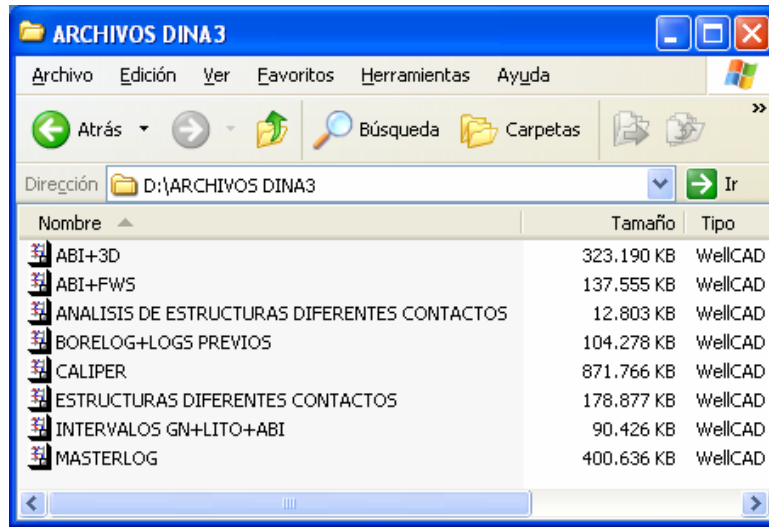 ARCHIVOS DINA3
Archivo Edición Ver Favoritos Herramientas Ayuda
Atrás Búsqueda Carpetas »
Dirección D:\ARCHIVOS DINA3 Ir
Nombre Tamaño Tipo
ABI+3D 323.190 KB WellCAD
ABI+FWS 137.555 KB WellCAD
ANALISIS DE ESTRUCTURAS DIFERENTES CONTACTOS 12.803 KB WellCAD
BORELOG+LOGS PREVIOS 104.278 KB WellCAD
CALIPER 871.766 KB WellCAD
ESTRUCTURAS DIFERENTES CONTACTOS 178.877 KB WellCAD
INTERVALOS GN+LITO+ABI 90.426 KB WellCAD
MASTERLOG 400.636 KB WellCAD